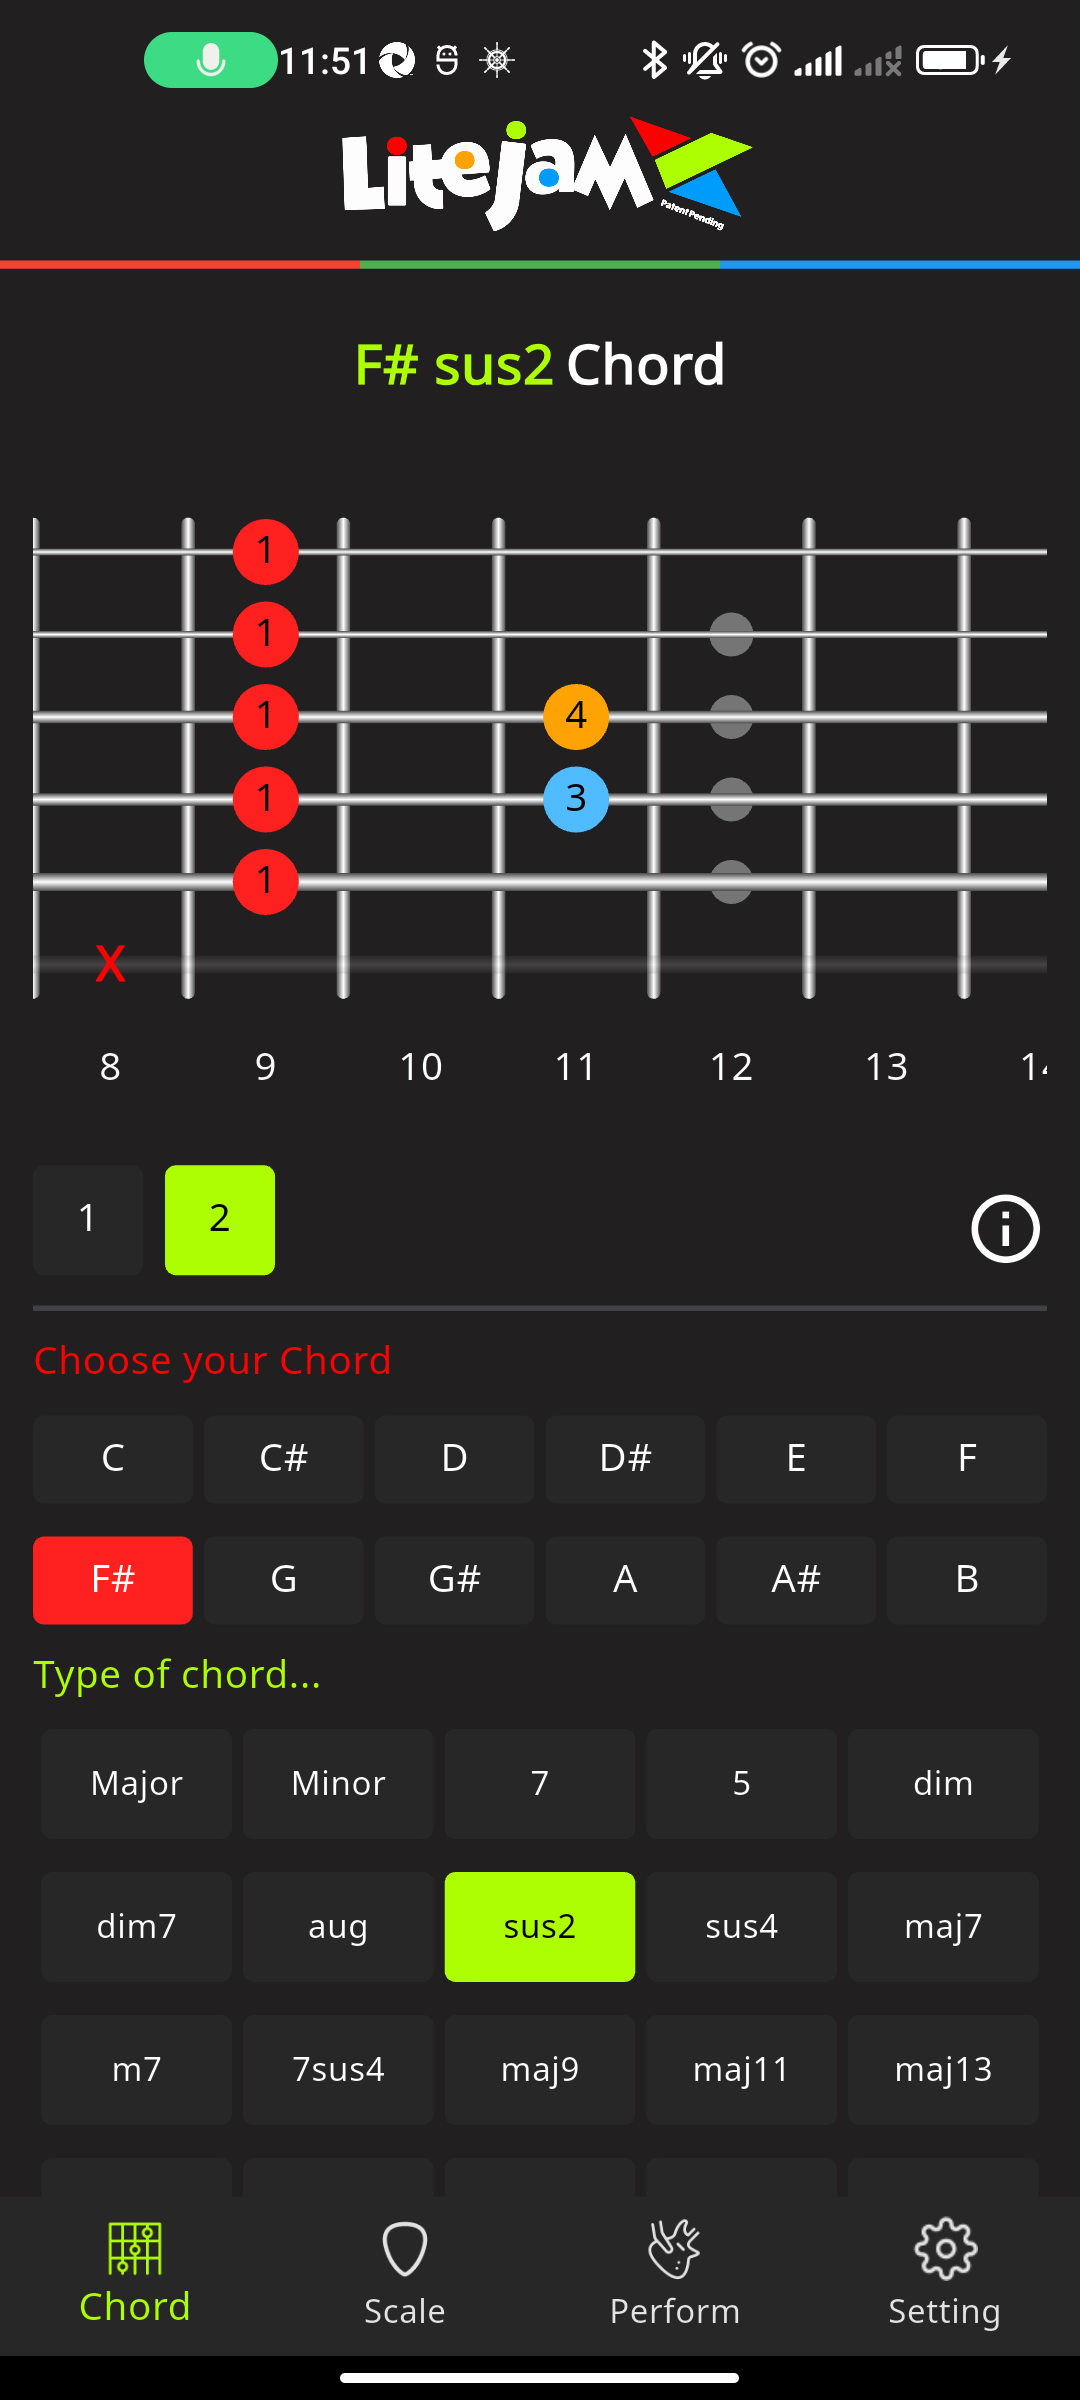 11:51
Litejam
Patent Pending
F# sus2 Chord
1
1
1 4
1 3
1
X
8 9 10 11 12 13 14
1 2
Choose your Chord
C C# D D# E F
F# G G# A A# B
Type of chord...
Major Minor 7 5 dim
dim7 aug sus2 sus4 maj7
m7 7sus4 maj9 maj11 maj13
Chord Scale Perform Setting